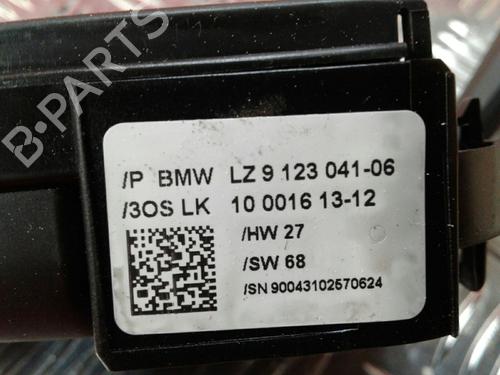 B-PARTS
/P BMW LZ 9 123 041-06
/3OS LK 10 0016 13-12
/HW 27
/SW 68
/SN 90043102570624